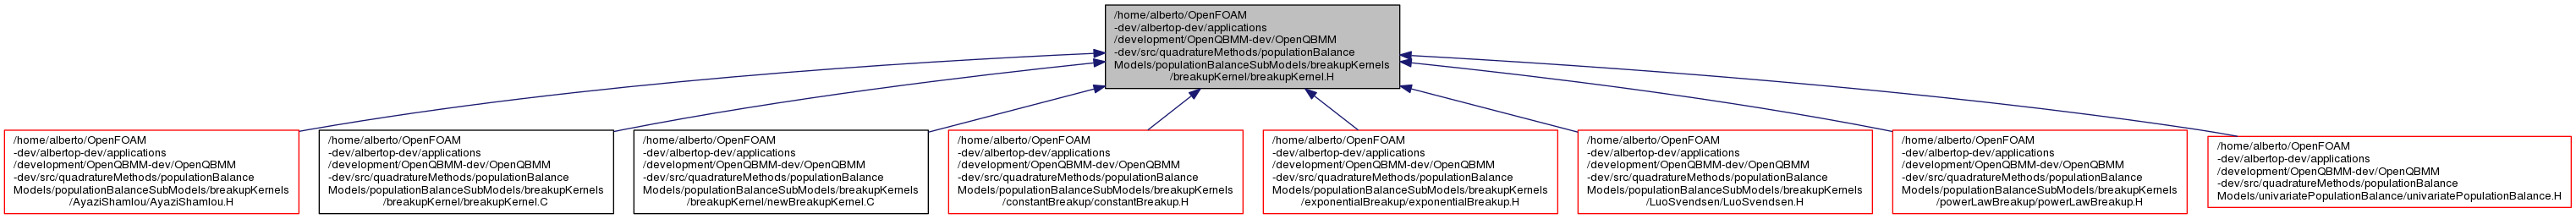 /home/alberto/OpenFOAM
-dev/albertop-dev/applications
/development/OpenQBMM-dev/OpenQBMM
-dev/src/quadratureMethods/populationBalance
Models/populationBalanceSubModels/breakupKernels
/breakupKernel/breakupKernel.H
/home/alberto/OpenFOAM
-dev/albertop-dev/applications
/development/OpenQBMM-dev/OpenQBMM
-dev/src/quadratureMethods/populationBalance
Models/populationBalanceSubModels/breakupKernels
/AyaziShamlou/AyaziShamlou.H
/home/alberto/OpenFOAM
-dev/albertop-dev/applications
/development/OpenQBMM-dev/OpenQBMM
-dev/src/quadratureMethods/populationBalance
Models/populationBalanceSubModels/breakupKernels
/breakupKernel/breakupKernel.C
/home/alberto/OpenFOAM
-dev/albertop-dev/applications
/development/OpenQBMM-dev/OpenQBMM
-dev/src/quadratureMethods/populationBalance
Models/populationBalanceSubModels/breakupKernels
/breakupKernel/newBreakupKernel.C
/home/alberto/OpenFOAM
-dev/albertop-dev/applications
/development/OpenQBMM-dev/OpenQBMM
-dev/src/quadratureMethods/populationBalance
Models/populationBalanceSubModels/breakupKernels
/constantBreakup/constantBreakup.H
/home/alberto/OpenFOAM
-dev/albertop-dev/applications
/development/OpenQBMM-dev/OpenQBMM
-dev/src/quadratureMethods/populationBalance
Models/populationBalanceSubModels/breakupKernels
/exponentialBreakup/exponentialBreakup.H
/home/alberto/OpenFOAM
-dev/albertop-dev/applications
/development/OpenQBMM-dev/OpenQBMM
-dev/src/quadratureMethods/populationBalance
Models/populationBalanceSubModels/breakupKernels
/LuoSvendsen/LuoSvendsen.H
/home/alberto/OpenFOAM
-dev/albertop-dev/applications
/development/OpenQBMM-dev/OpenQBMM
-dev/src/quadratureMethods/populationBalance
Models/populationBalanceSubModels/breakupKernels
/powerLawBreakup/powerLawBreakup.H
/home/alberto/OpenFOAM
-dev/albertop-dev/applications
/development/OpenQBMM-dev/OpenQBMM
-dev/src/quadratureMethods/populationBalance
Models/univariatePopulationBalance/univariatePopulationBalance.H